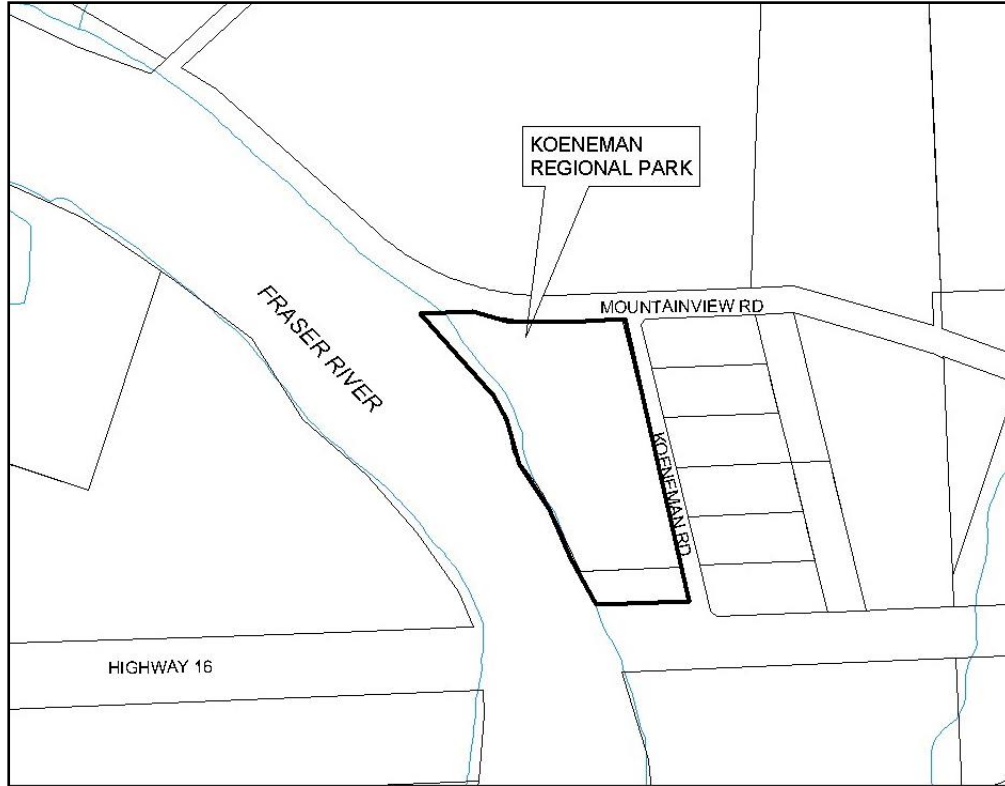 KOENEMAN
REGIONAL PARK
MOUNTAINVIEW RD
FRASER RIVER
KOENEMAN RD
HIGHWAY 16